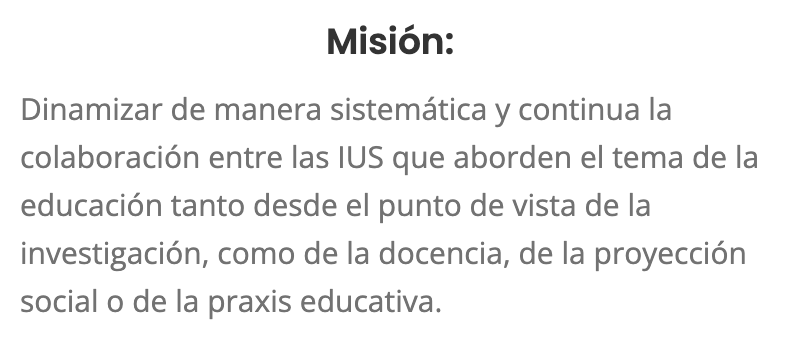 Misión:
Dinamizar de manera sistemática y continua la
colaboración entre las IUS que aborden el tema de la
educación tanto desde el punto de vista de la
investigación, como de la docencia, de la proyección
social o de la praxis educativa.